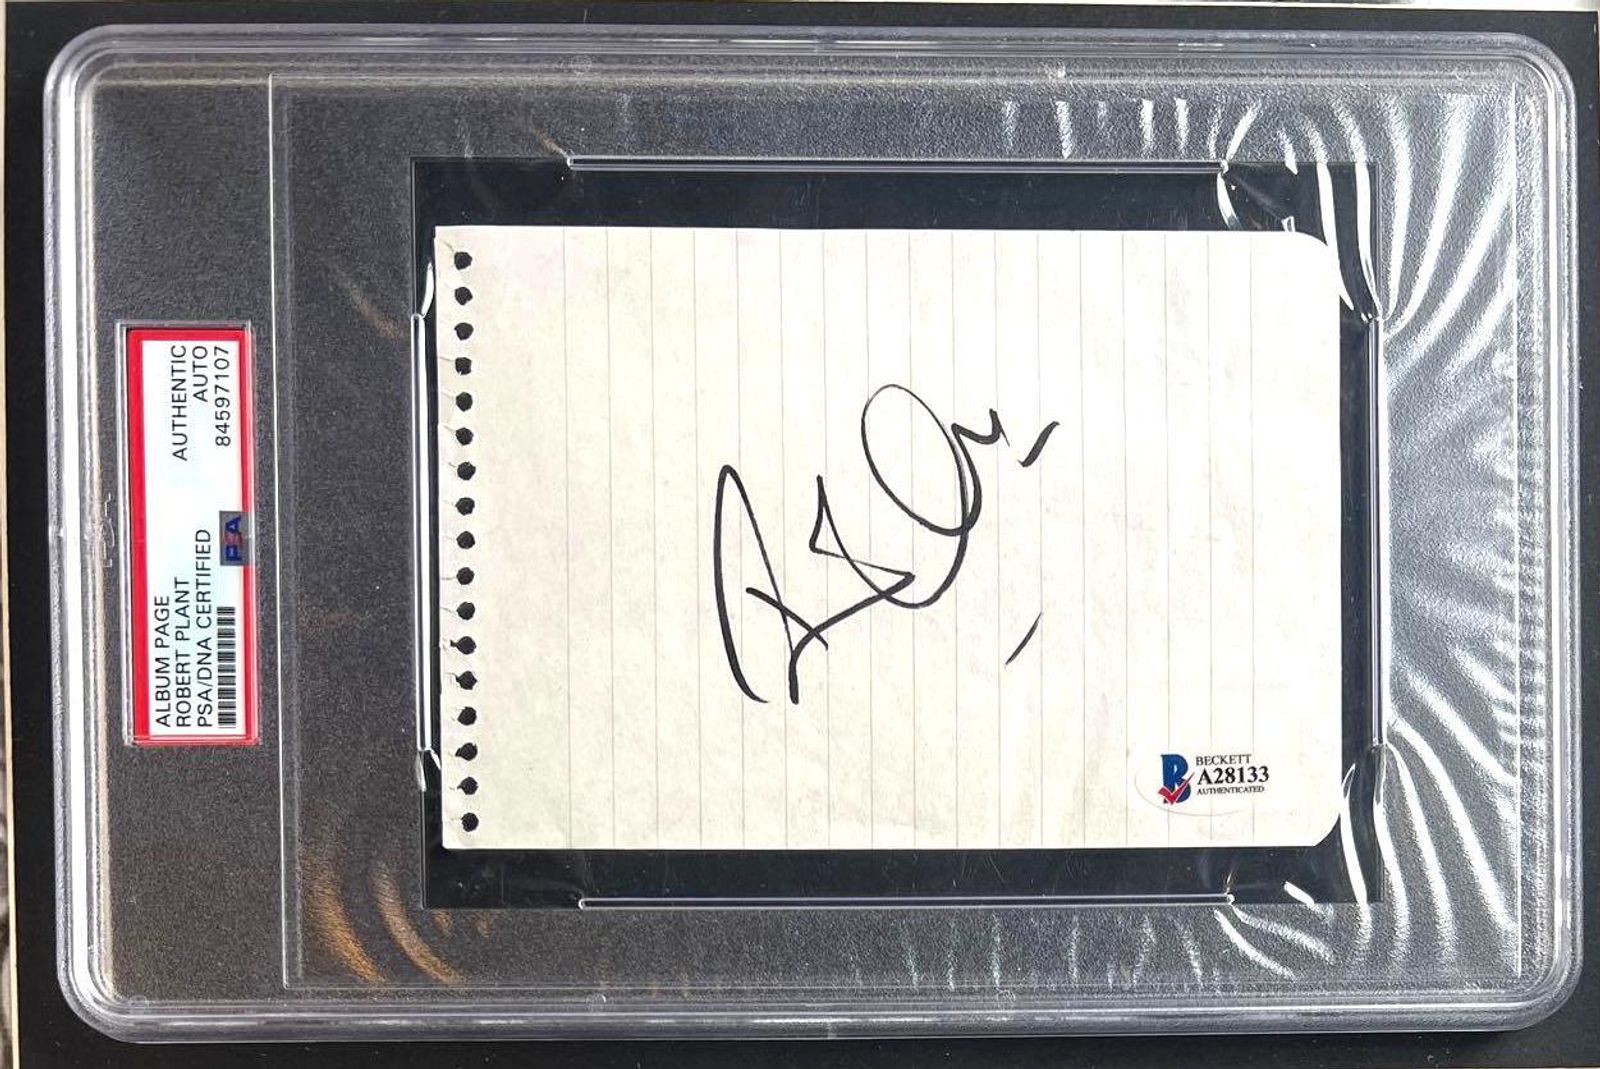 ALBUM PAGE AUTHENTIC
ROBERT PLANT AUTO
PSA/DNA CERTIFIED 84597107
PSA
BECKETT
A28133
AUTHENTICATED